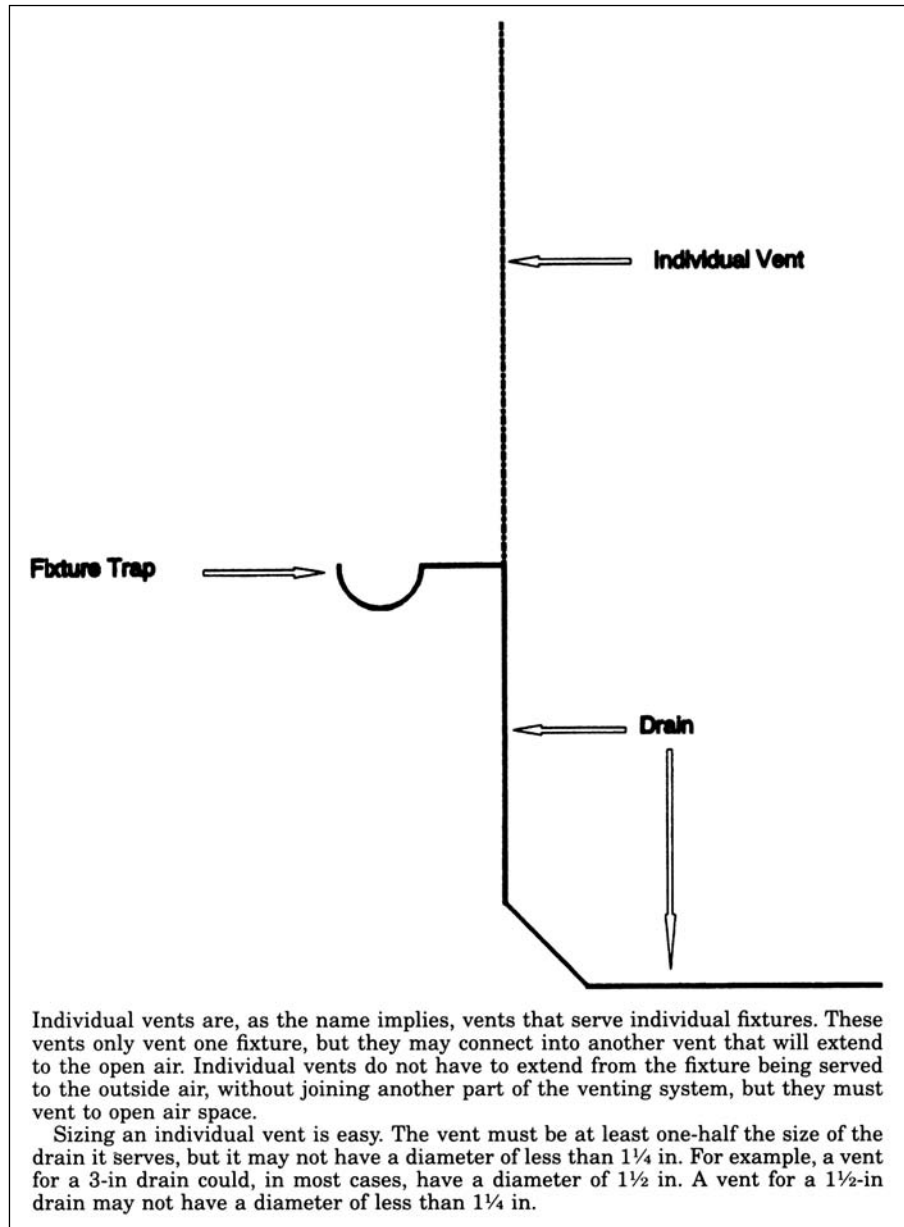 Individual Vent
Fixture Trap
Drain
Individual vents are, as the name implies, vents that serve individual fixtures. These
vents only vent one fixture, but they may connect into another vent that will extend
to the open air. Individual vents do not have to extend from the fixture being served
to the outside air, without joining another part of the venting system, but they must
vent to open air space.
Sizing an individual vent is easy. The vent must be at least one-half the size of the
drain it serves, but it may not have a diameter of less than 1¼ in. For example, a vent
for a 3-in drain could, in most cases, have a diameter of 1½ in. A vent for a 1½-in
drain may not have a diameter of less than 1¼ in.